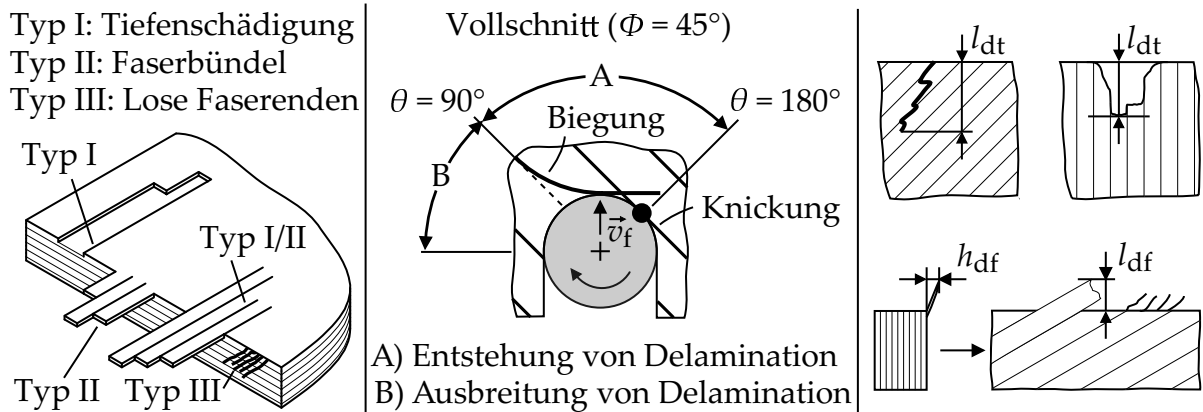 Typ I: Tiefenschädigung
Typ II: Faserbündel
Typ III: Lose Faserenden
Typ I
Typ I/II
Typ II
Typ III
Vollschnitt (Φ = 45°)
A
θ = 90°
θ = 180°
Biegung
B
Knickung
v⃗f
A) Entstehung von Delamination
B) Ausbreitung von Delamination
ldt
ldt
hdf
ldf